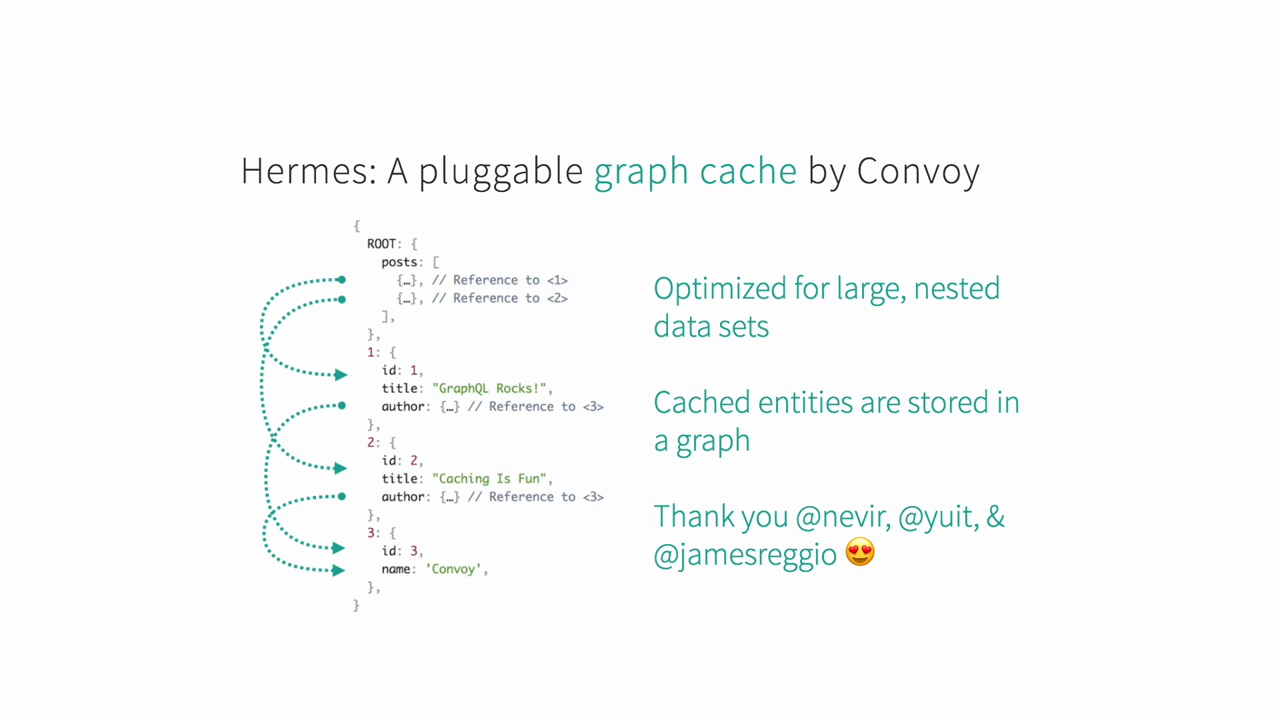 Hermes: A pluggable graph cache by Convoy
{
ROOT: {
posts: [
{…}, // Reference to <1>
{…}, // Reference to <2>
],
},
1: {
id: 1,
title: "GraphQL Rocks!",
author: {…} // Reference to <3>
},
2: {
id: 2,
title: "Caching Is Fun",
author: {…} // Reference to <3>
},
3: {
id: 3,
name: 'Convoy',
},
}
Optimized for large, nested
data sets
Cached entities are stored in
a graph
Thank you @nevir, @yuit, &
@jamesreggio 😍